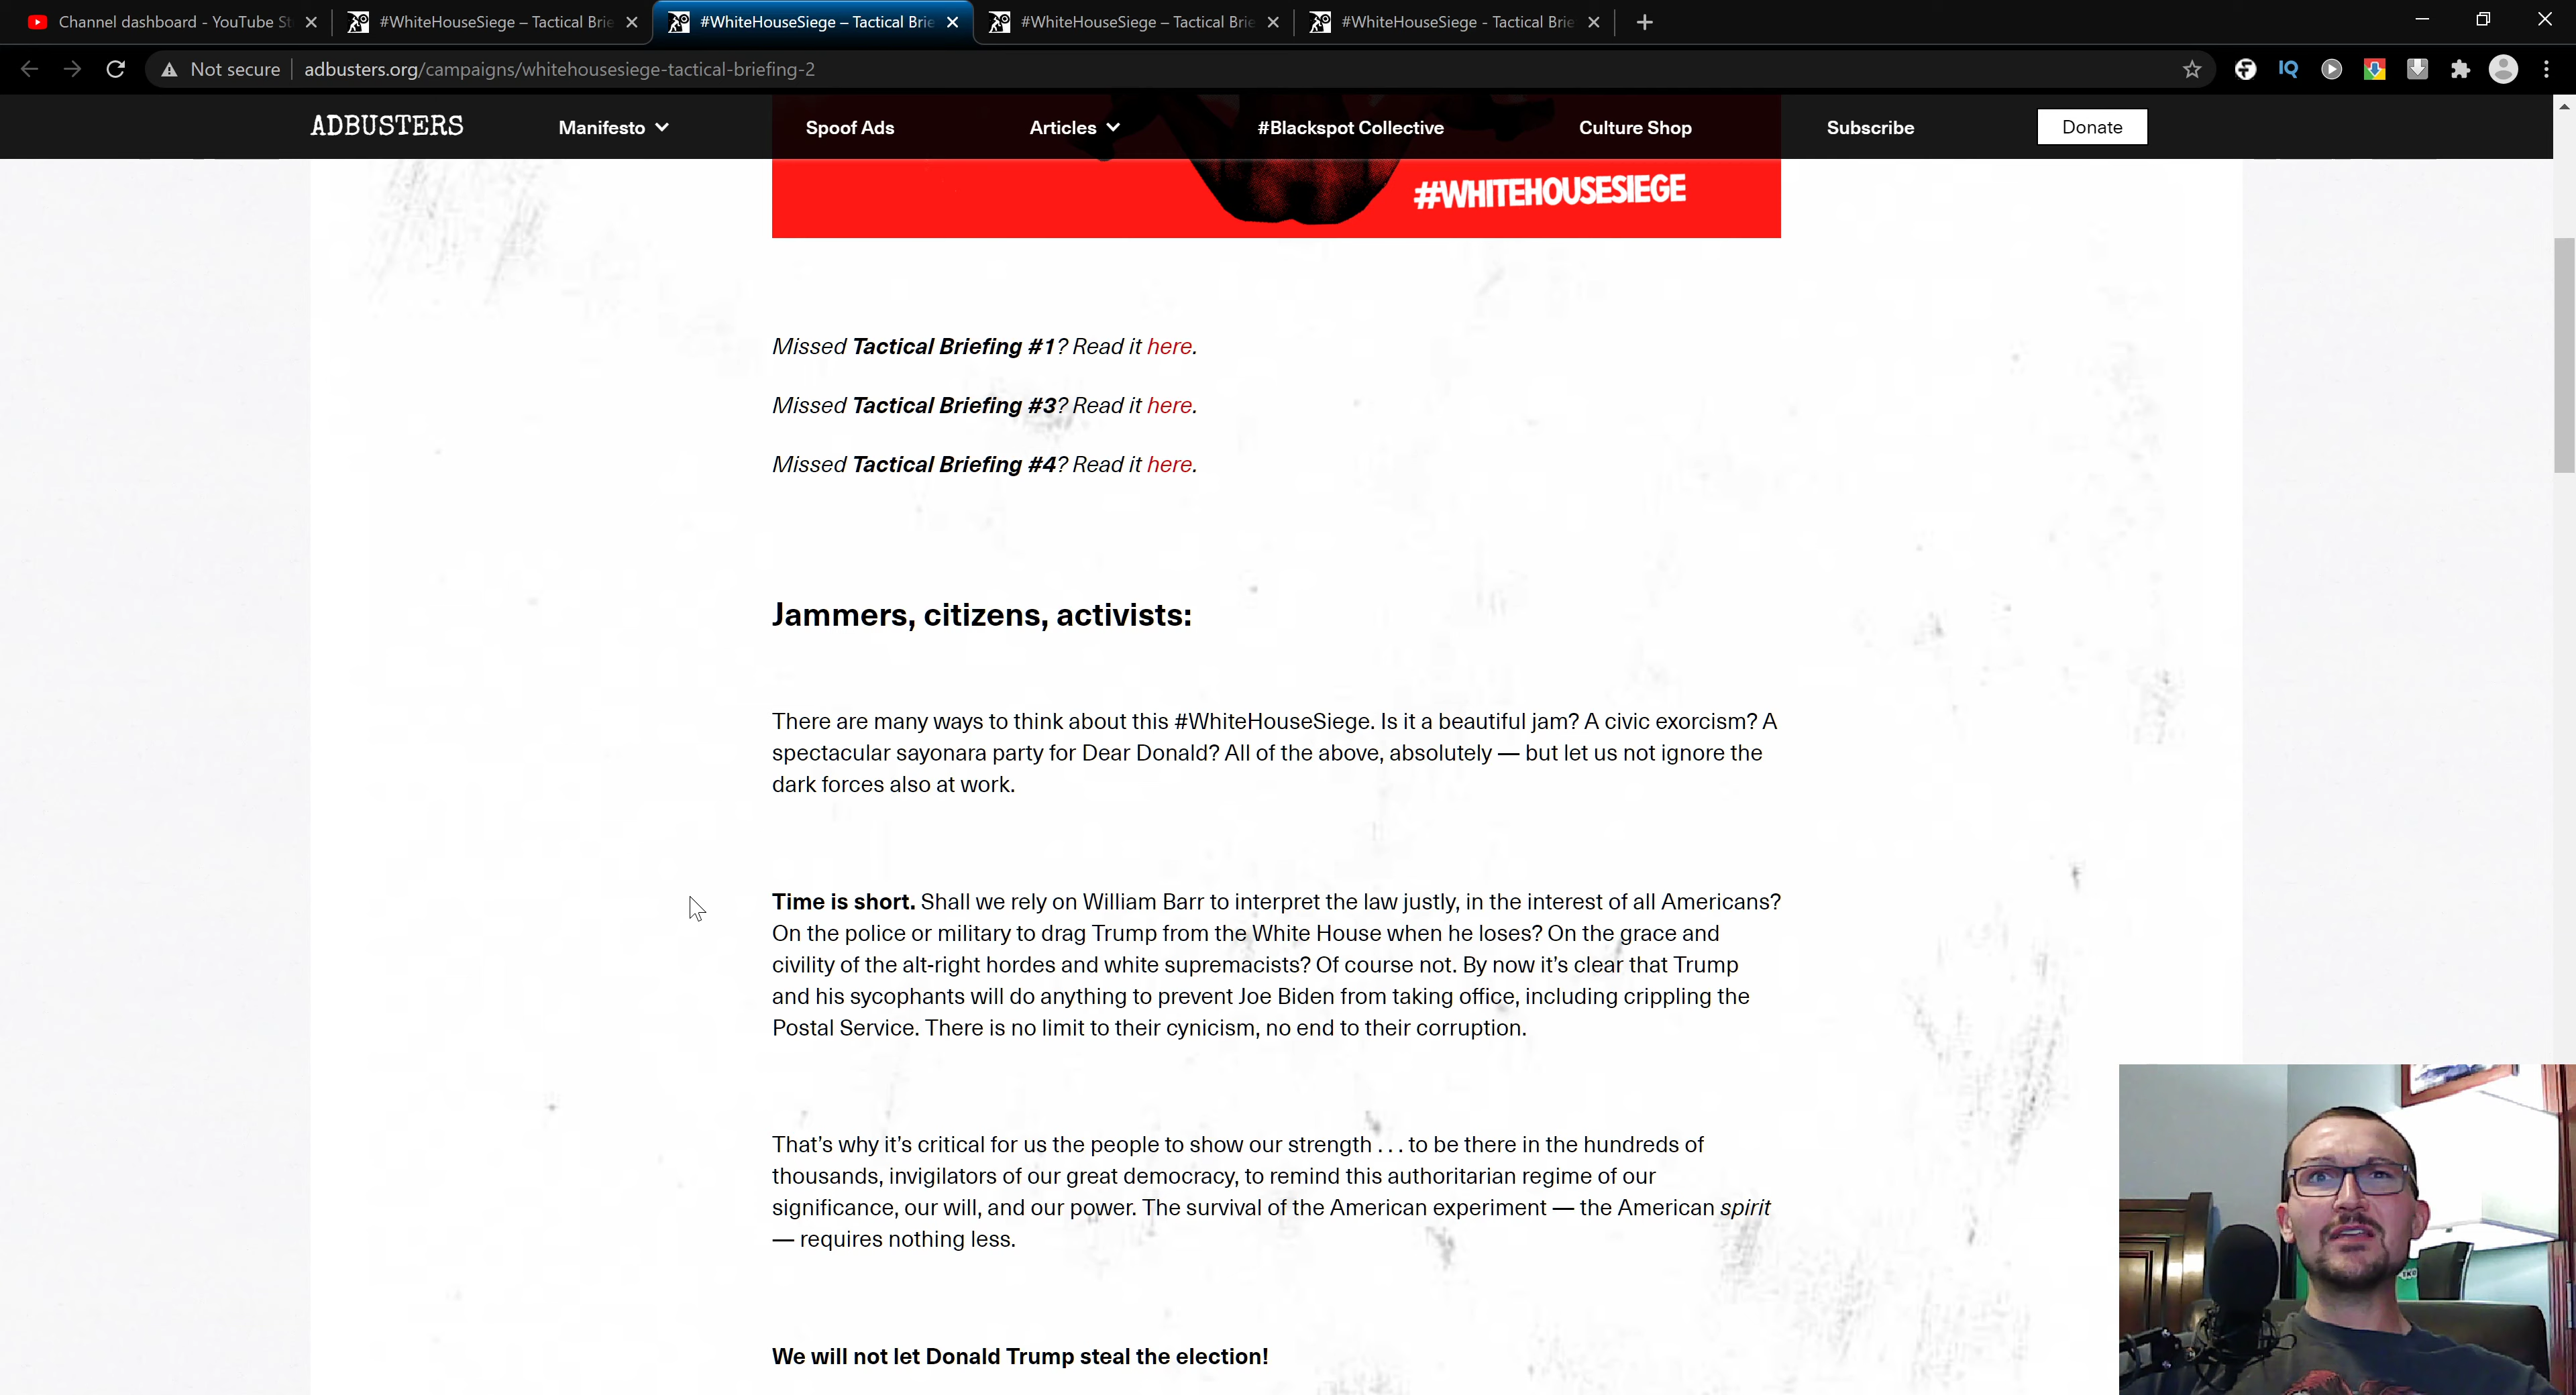 Channel dashboard - YouTube St
#WhiteHouseSiege – Tactical Brie
#WhiteHouseSiege – Tactical Brie
#WhiteHouseSiege – Tactical Brie
#WhiteHouseSiege - Tactical Brie
Not secure
adbusters.org/campaigns/whitehousesiege-tactical-briefing-2
IQ
ADBUSTERS
Manifesto
Spoof Ads
Articles
#Blackspot Collective
Culture Shop
Subscribe
Donate
#WHITEHOUSESIEGE
Missed Tactical Briefing #1? Read it here.
Missed Tactical Briefing #3? Read it here.
Missed Tactical Briefing #4? Read it here.
Jammers, citizens, activists:
There are many ways to think about this #WhiteHouseSiege. Is it a beautiful jam? A civic exorcism? A
spectacular sayonara party for Dear Donald? All of the above, absolutely — but let us not ignore the
dark forces also at work.
Time is short. Shall we rely on William Barr to interpret the law justly, in the interest of all Americans?
On the police or military to drag Trump from the White House when he loses? On the grace and
civility of the alt-right hordes and white supremacists? Of course not. By now it’s clear that Trump
and his sycophants will do anything to prevent Joe Biden from taking office, including crippling the
Postal Service. There is no limit to their cynicism, no end to their corruption.
That’s why it’s critical for us the people to show our strength . . . to be there in the hundreds of
thousands, invigilators of our great democracy, to remind this authoritarian regime of our
significance, our will, and our power. The survival of the American experiment — the American spirit
— requires nothing less.
We will not let Donald Trump steal the election!